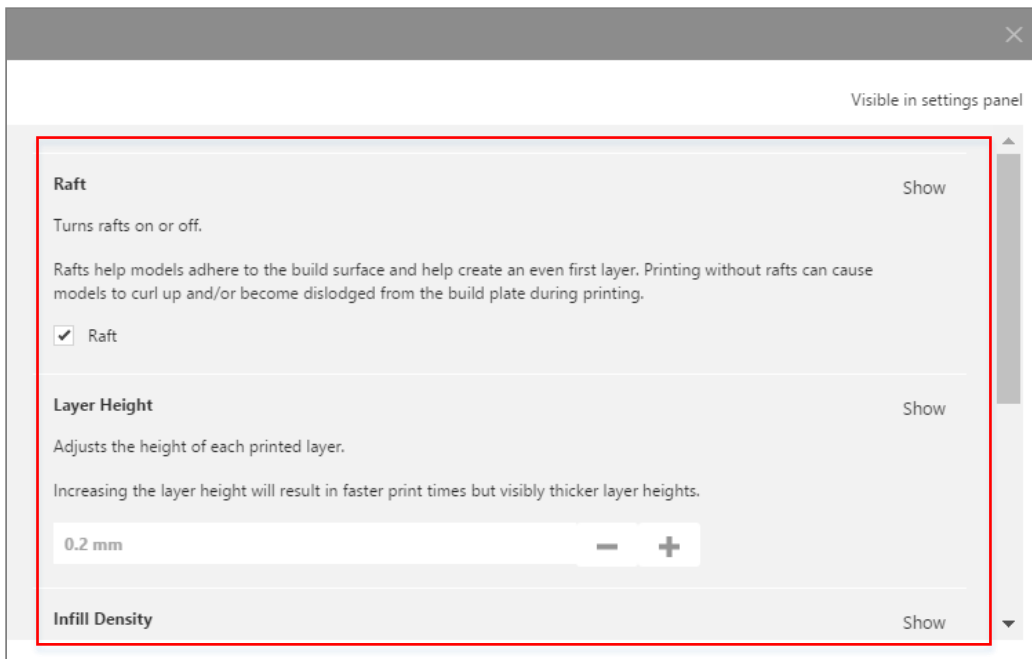 Visible in settings panel
Raft
Show
Turns rafts on or off.
Rafts help models adhere to the build surface and help create an even first layer. Printing without rafts can cause
models to curl up and/or become dislodged from the build plate during printing.
Raft
Layer Height
Show
Adjusts the height of each printed layer.
Increasing the layer height will result in faster print times but visibly thicker layer heights.
0.2 mm
Infill Density
Show